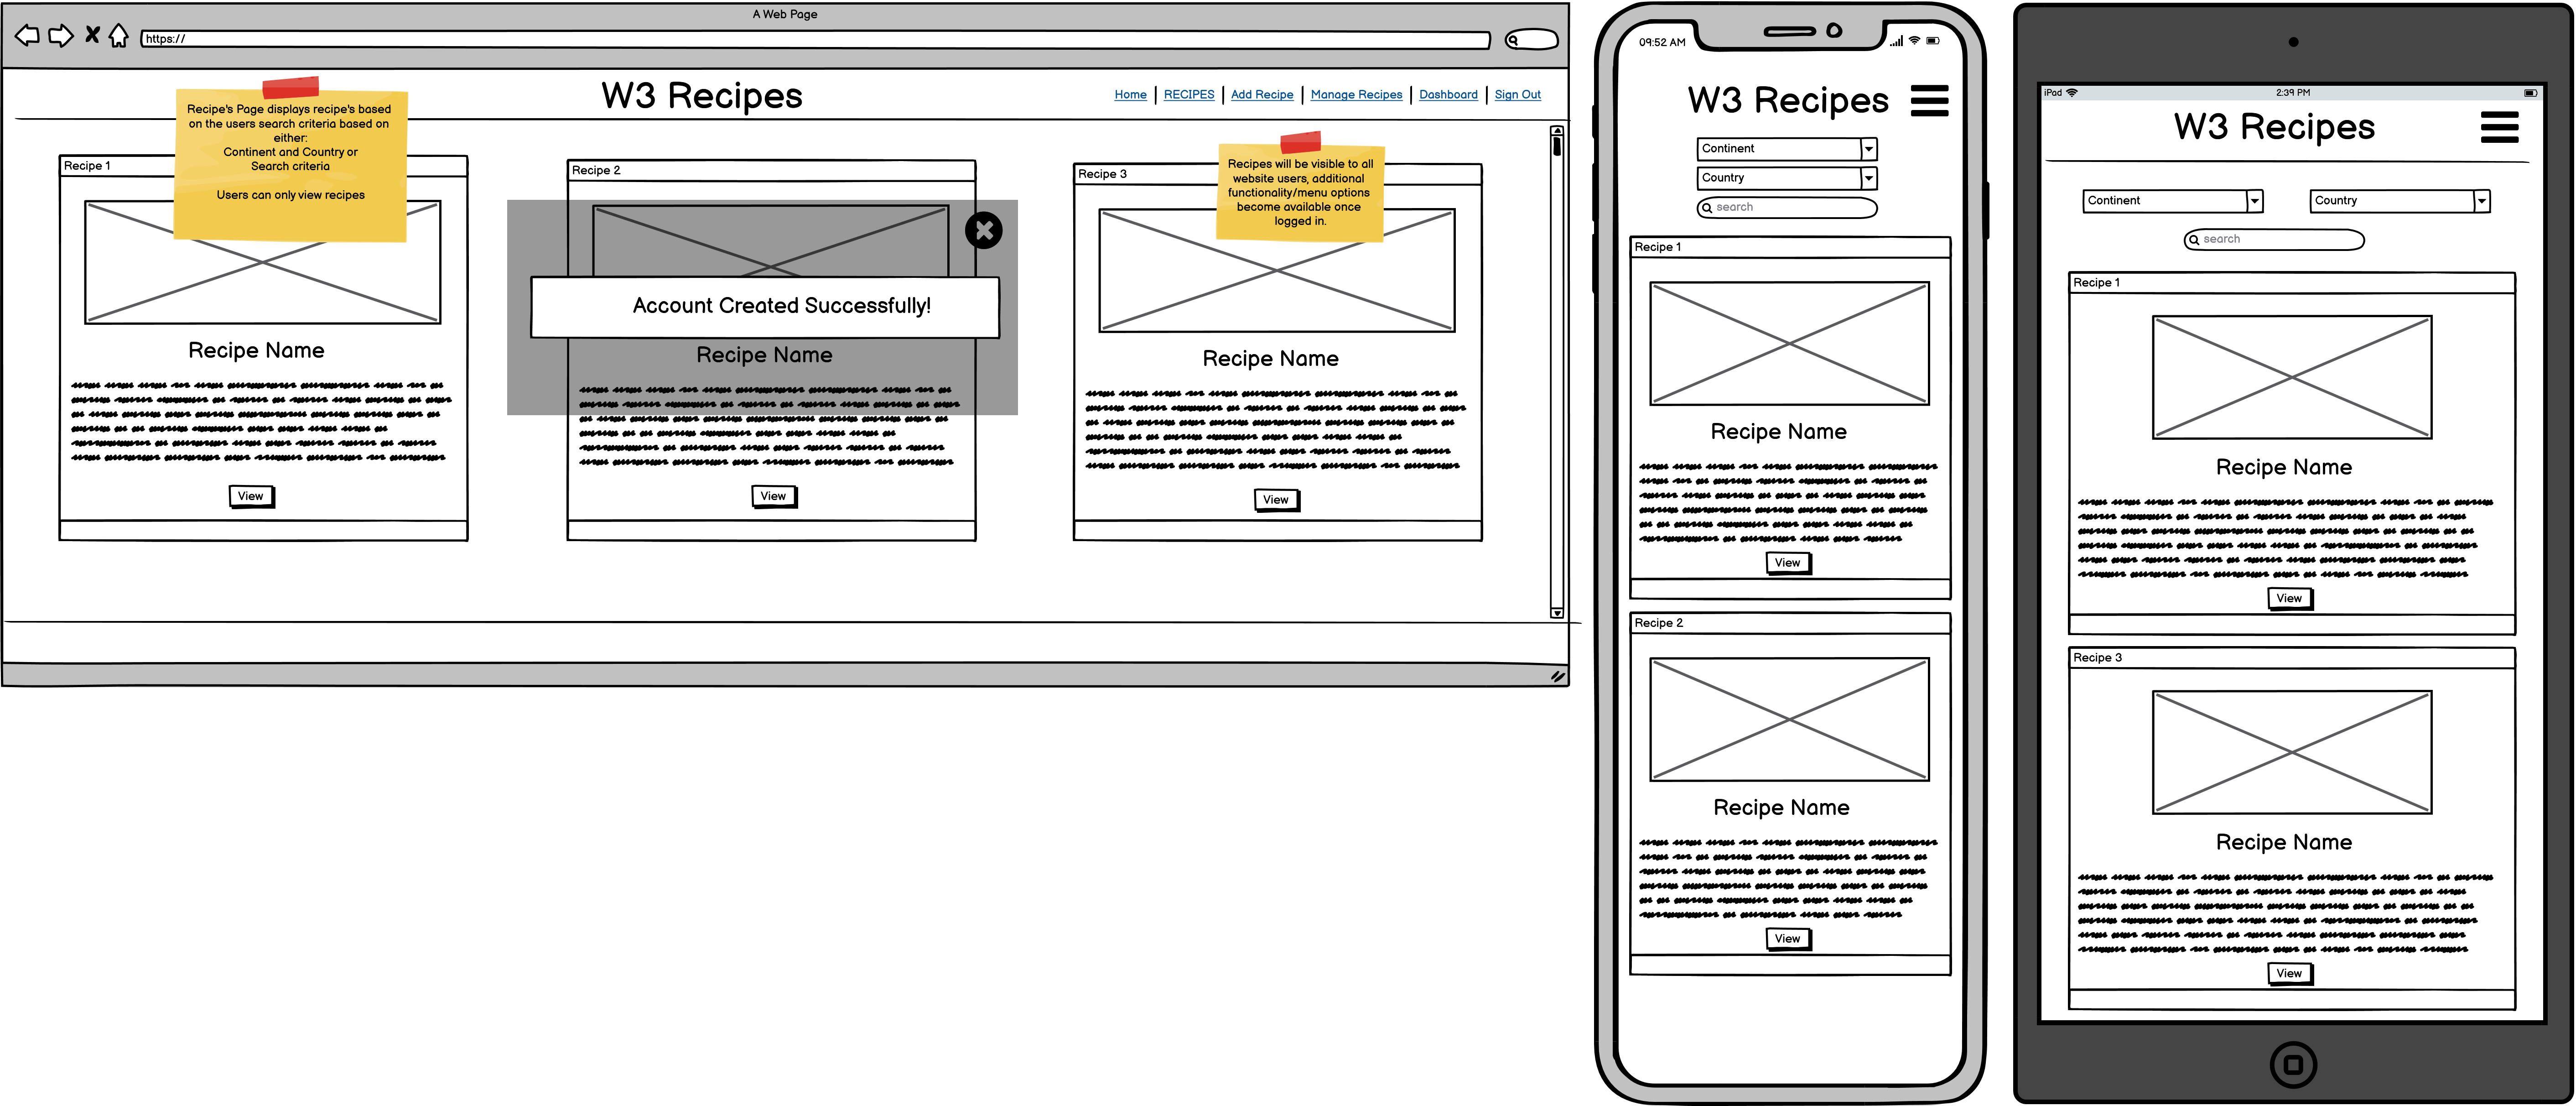 A Web Page
https://
W3 Recipes
Home | RECIPES | Add Recipe | Manage Recipes | Dashboard | Sign Out
Recipe's Page displays recipe's based
on the users search criteria based on
either:
Continent and Country or
Search criteria
Users can only view recipes
Recipe 1
Recipe Name
View
Recipe 2
Account Created Successfully!
Recipe Name
View
Recipes will be visible to all
website users, additional
functionality/menu options
become available once
logged in.
Recipe 3
Recipe Name
View
09:52 AM
W3 Recipes
Continent
Country
search
Recipe 1
Recipe Name
View
Recipe 2
Recipe Name
View
iPad
2:39 PM
W3 Recipes
Continent
Country
search
Recipe 1
Recipe Name
View
Recipe 3
Recipe Name
View